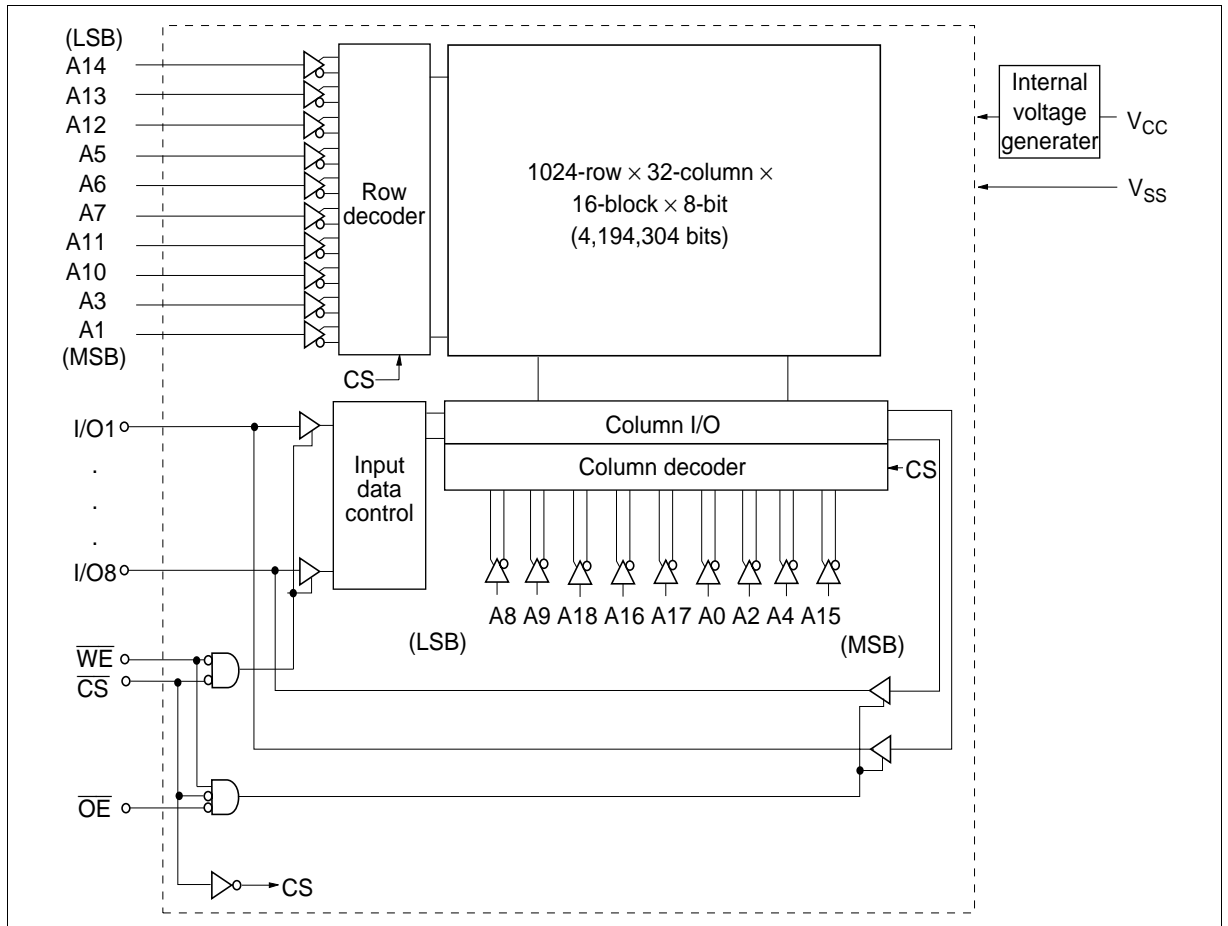 (LSB)
A14
A13
A12
A5
A6
A7
A11
A10
A3
A1
(MSB)
Row
decoder
CS
1024-row × 32-column ×
16-block × 8-bit
(4,194,304 bits)
Internal
voltage
generater
VCC
VSS
I/O1
.
.
.
I/O8
Input
data
control
Column I/O
Column decoder
CS
A8 A9 A18 A16 A17 A0 A2 A4 A15
(LSB)
(MSB)
WE
CS
OE
CS